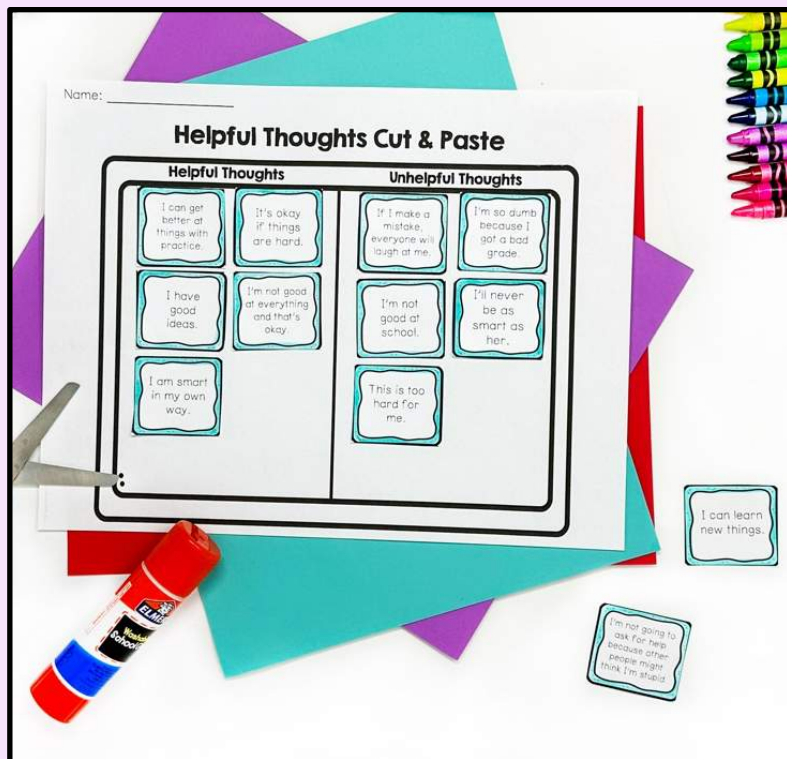 Name:
Helpful Thoughts Cut & Paste
Helpful Thoughts
Unhelpful Thoughts
I can get
better at
things with
practice.
It's okay
if things
are hard.
I have
good
ideas.
I'm not good
at everything
and that's
okay.
I am smart
in my own
way.
If I make a
mistake,
everyone will
laugh at me.
I'm so dumb
because I
got a bad
grade.
I'm not
good at
school.
I'll never
be as
smart as
her.
This is too
hard for
me.
I can learn
new things.
I'm not going to
ask for help
because other
people might
think I'm stupid
ELMER'S
Washable
School